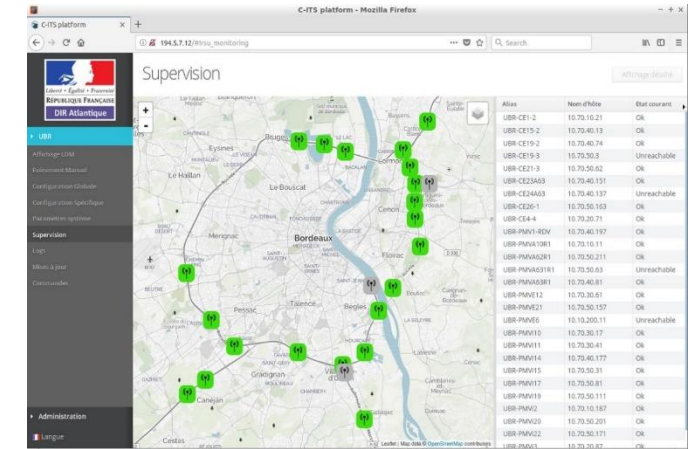 C-ITS platform - Mozilla Firefox
C-ITS platform
194.5.7.12/#!rsu_monitoring
Search
Liberté • Égalité • Fraternité
RÉPUBLIQUE FRANÇAISE
DIR Atlantique
UBR
Affichage LDM
Evénement Manuel
Configuration Globale
Configuration Spécifique
Paramètres système
Supervision
Logs
Mises à jour
Commandes
Administration
Langue
Supervision
Affichage détaillé
+
-
Eysines
Bruges
Le Haillan
Le Bouscat
Mérignac
Bordeaux
Cenon
Floirac
Talence
Bègles
Pessac
Gradignan
Canéjan
Cestas
Yvrac
Leaflet | Map data © OpenStreetMap contributors
Alias Nom d'hôte Etat courant
UBR-CE1-2 10.70.10.21 Ok
UBR-CE15-2 10.70.40.13 Ok
UBR-CE19-2 10.70.40.74 Ok
UBR-CE19-3 10.70.50.3 Unreachable
UBR-CE21-3 10.70.50.62 Ok
UBR-CE23A63 10.70.40.151 Ok
UBR-CE24A63 10.70.40.137 Unreachable
UBR-CE26-1 10.70.50.163 Ok
UBR-CE4-4 10.70.20.71 Ok
UBR-PMV1-RDV 10.70.40.197 Ok
UBR-PMVA10R1 10.70.10.11 Ok
UBR-PMVA62R1 10.70.50.211 Ok
UBR-PMVA631R1 10.70.50.63 Unreachable
UBR-PMVA63R1 10.70.40.81 Ok
UBR-PMVE12 10.70.30.61 Ok
UBR-PMVE21 10.70.50.157 Ok
UBR-PMVE6 10.10.200.11 Unreachable
UBR-PMVI10 10.70.30.17 Ok
UBR-PMVI11 10.70.30.41 Ok
UBR-PMVI14 10.70.40.177 Ok
UBR-PMVI15 10.70.50.31 Ok
UBR-PMVI17 10.70.50.81 Ok
UBR-PMVI19 10.70.50.111 Ok
UBR-PMVI2 10.70.10.187 Ok
UBR-PMVI20 10.70.50.201 Ok
UBR-PMVI22 10.70.50.171 Ok
UBR-PMVI3 10.70.20.87 Ok